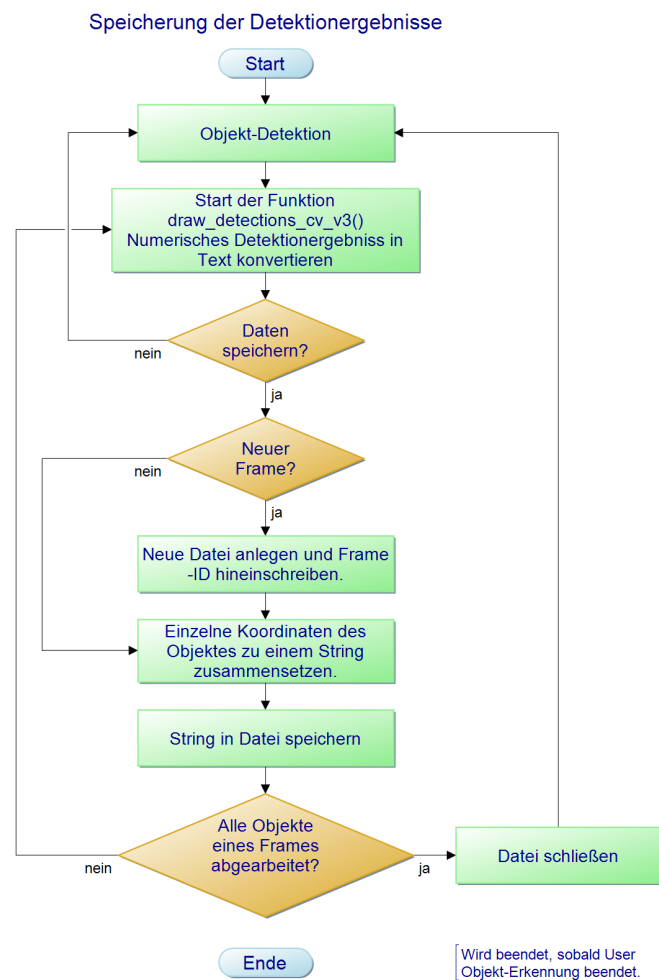 Speicherung der Detektionergebnisse
Start
Objekt-Detektion
Start der Funktion
draw_detections_cv_v3()
Numerisches Detektionergebniss in
Text konvertieren
Daten
speichern?
nein
ja
Neuer
Frame?
nein
ja
Neue Datei anlegen und Frame
-ID hineinschreiben.
Einzelne Koordinaten des
Objektes zu einem String
zusammensetzen.
String in Datei speichern
Alle Objekte
eines Frames
abgearbeitet?
nein
ja
Datei schließen
Ende
Wird beendet, sobald User
Objekt-Erkennung beendet.